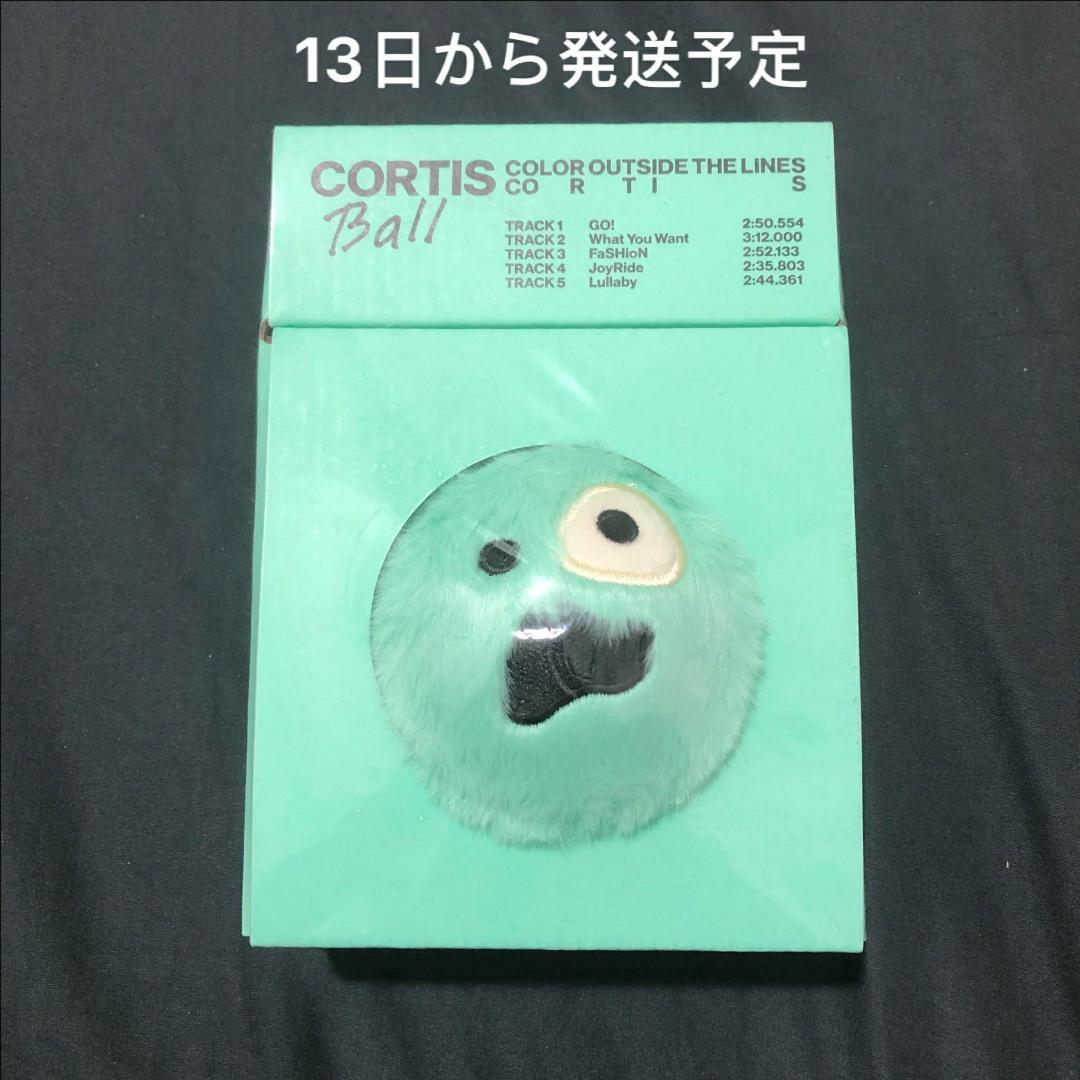 13日から発送予定
CORTIS
Ball
COLOR OUTSIDE THE LINES
CO R T I S
TRACK 1 GO! 2:50.554
TRACK 2 What You Want 3:12.000
TRACK 3 FaSHioN 2:52.133
TRACK 4 JoyRide 2:35.803
TRACK 5 Lullaby 2:44.361